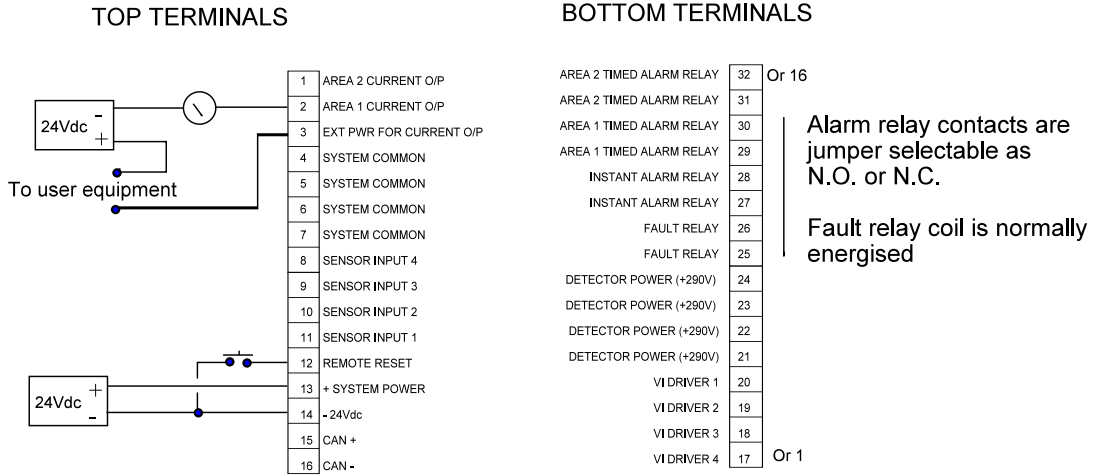 TOP TERMINALS
1 AREA 2 CURRENT O/P
2 AREA 1 CURRENT O/P
3 EXT PWR FOR CURRENT O/P
4 SYSTEM COMMON
5 SYSTEM COMMON
6 SYSTEM COMMON
7 SYSTEM COMMON
8 SENSOR INPUT 4
9 SENSOR INPUT 3
10 SENSOR INPUT 2
11 SENSOR INPUT 1
12 REMOTE RESET
13 + SYSTEM POWER
14 - 24Vdc
15 CAN +
16 CAN -
24Vdc
-
+
To user equipment
24Vdc
+
-
BOTTOM TERMINALS
AREA 2 TIMED ALARM RELAY 32 Or 16
AREA 2 TIMED ALARM RELAY 31
AREA 1 TIMED ALARM RELAY 30
AREA 1 TIMED ALARM RELAY 29
INSTANT ALARM RELAY 28
INSTANT ALARM RELAY 27
FAULT RELAY 26
FAULT RELAY 25
DETECTOR POWER (+290V) 24
DETECTOR POWER (+290V) 23
DETECTOR POWER (+290V) 22
DETECTOR POWER (+290V) 21
VI DRIVER 1 20
VI DRIVER 2 19
VI DRIVER 3 18
VI DRIVER 4 17 Or 1
Alarm relay contacts are
jumper selectable as
N.O. or N.C.
Fault relay coil is normally
energised